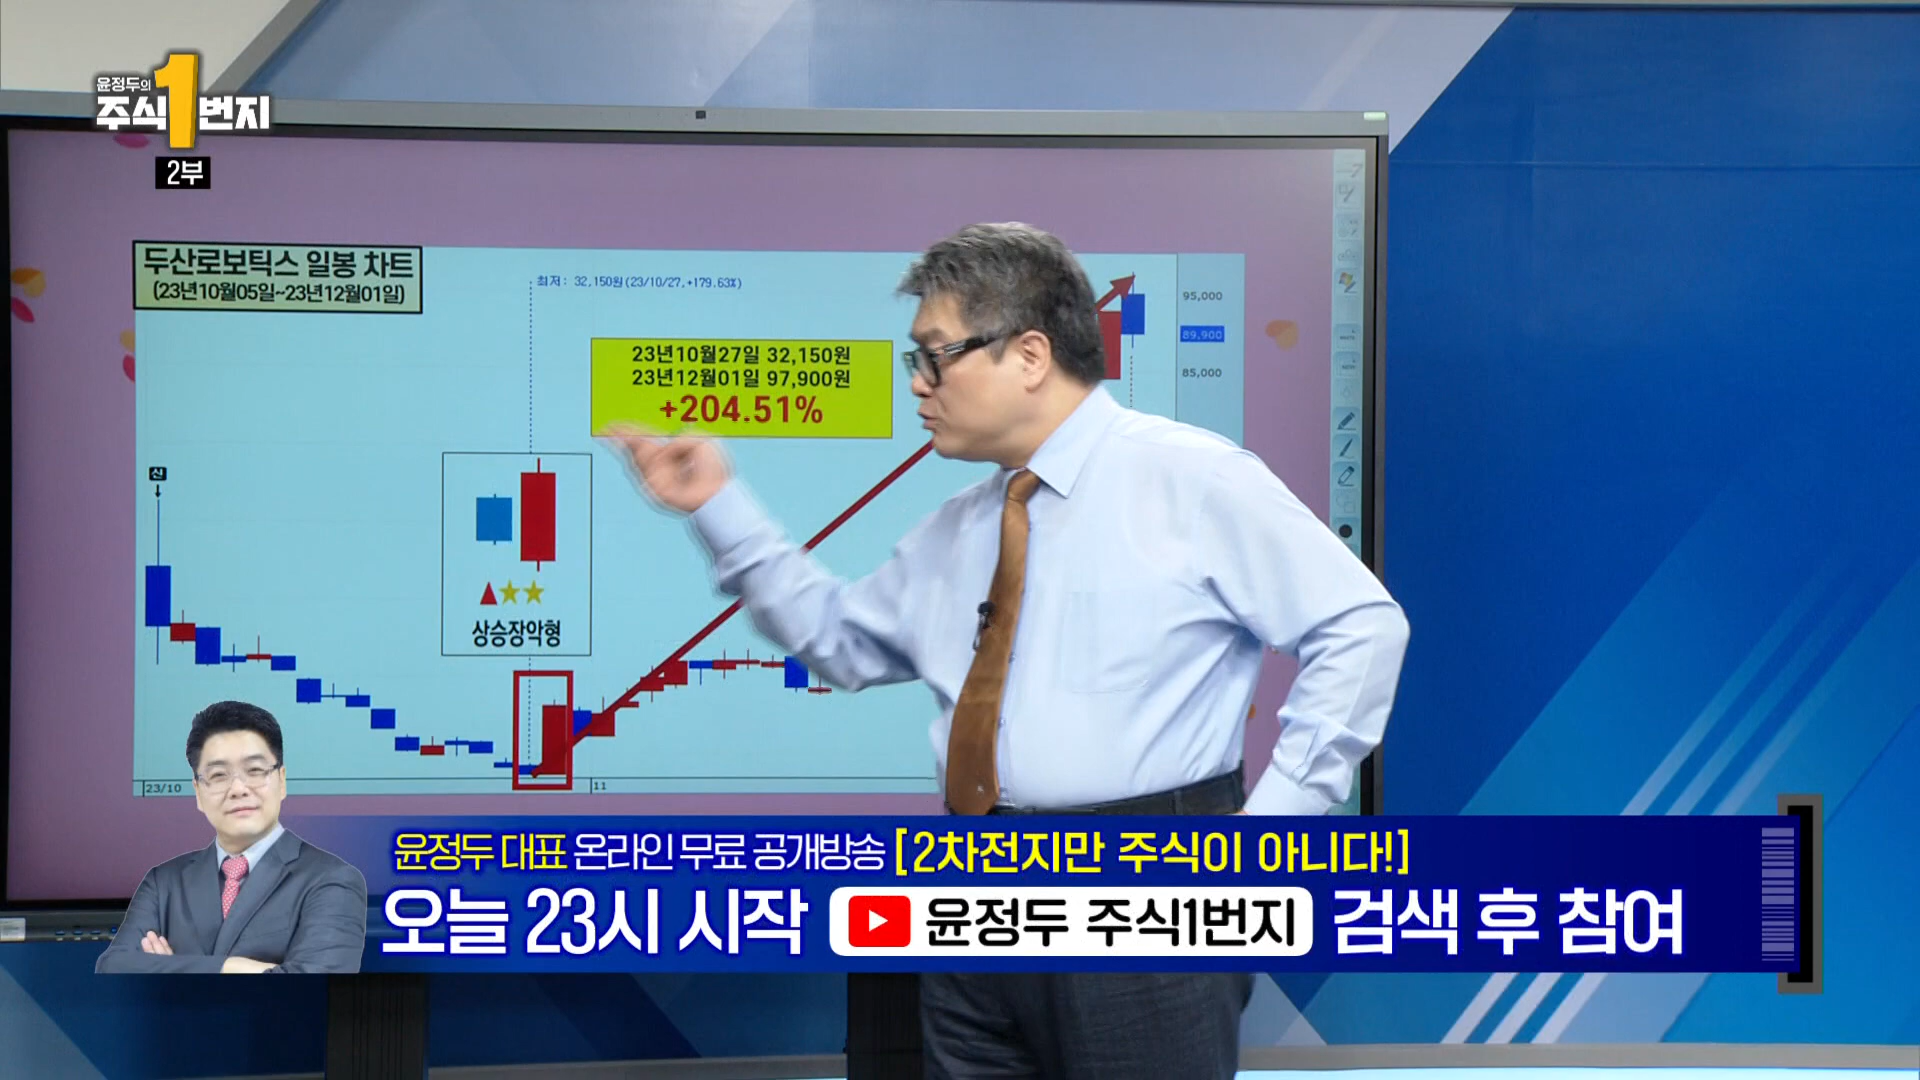 윤정두의
주식1번지
2부
두산로보틱스 일봉 차트
(23년10월05일~23년12월01일)
최저: 32,150원(23/10/27,+179.63%)
95,000
89,900
85,000
23년10월27일 32,150원
23년12월01일 97,900원
+204.51%
신
상승장악형
23/10
11
윤정두 대표 온라인 무료 공개방송 [2차전지만 주식이 아니다!]
오늘 23시 시작 윤정두 주식1번지 검색 후 참여